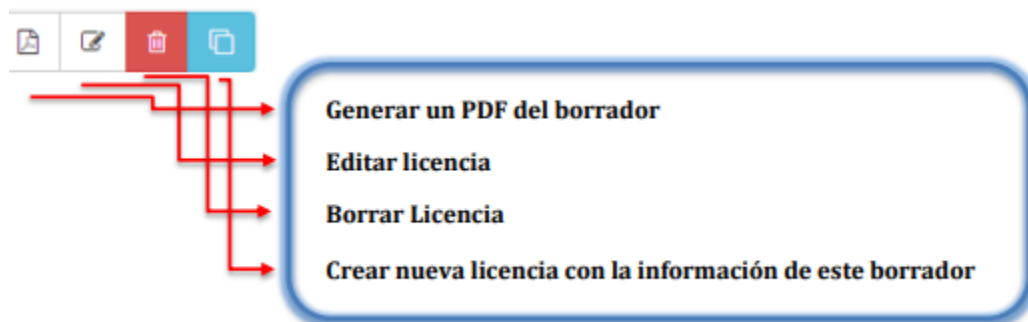 Generar un PDF del borrador
Editar licencia
Borrar Licencia
Crear nueva licencia con la información de este borrador